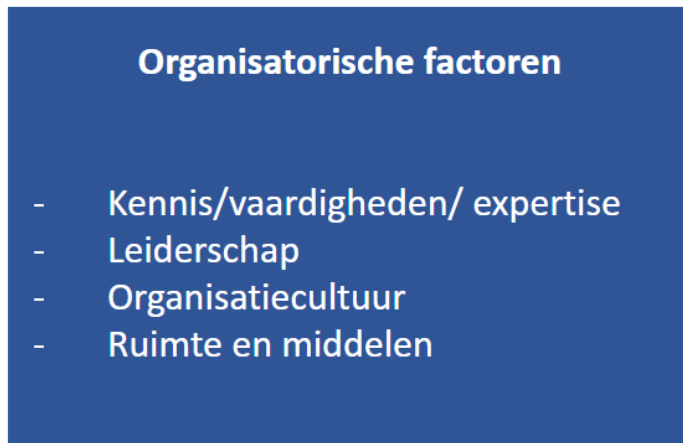 Organisatorische factoren
- Kennis/vaardigheden/ expertise
- Leiderschap
- Organisatiecultuur
- Ruimte en middelen